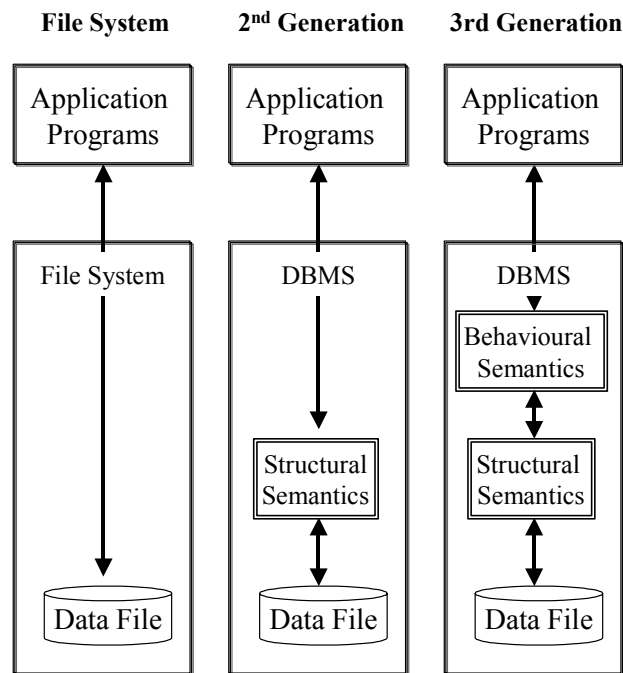 File System
2nd Generation
3rd Generation
Application
Programs
Application
Programs
Application
Programs
File System
DBMS
DBMS
Behavioural
Semantics
Structural
Semantics
Structural
Semantics
Data File
Data File
Data File